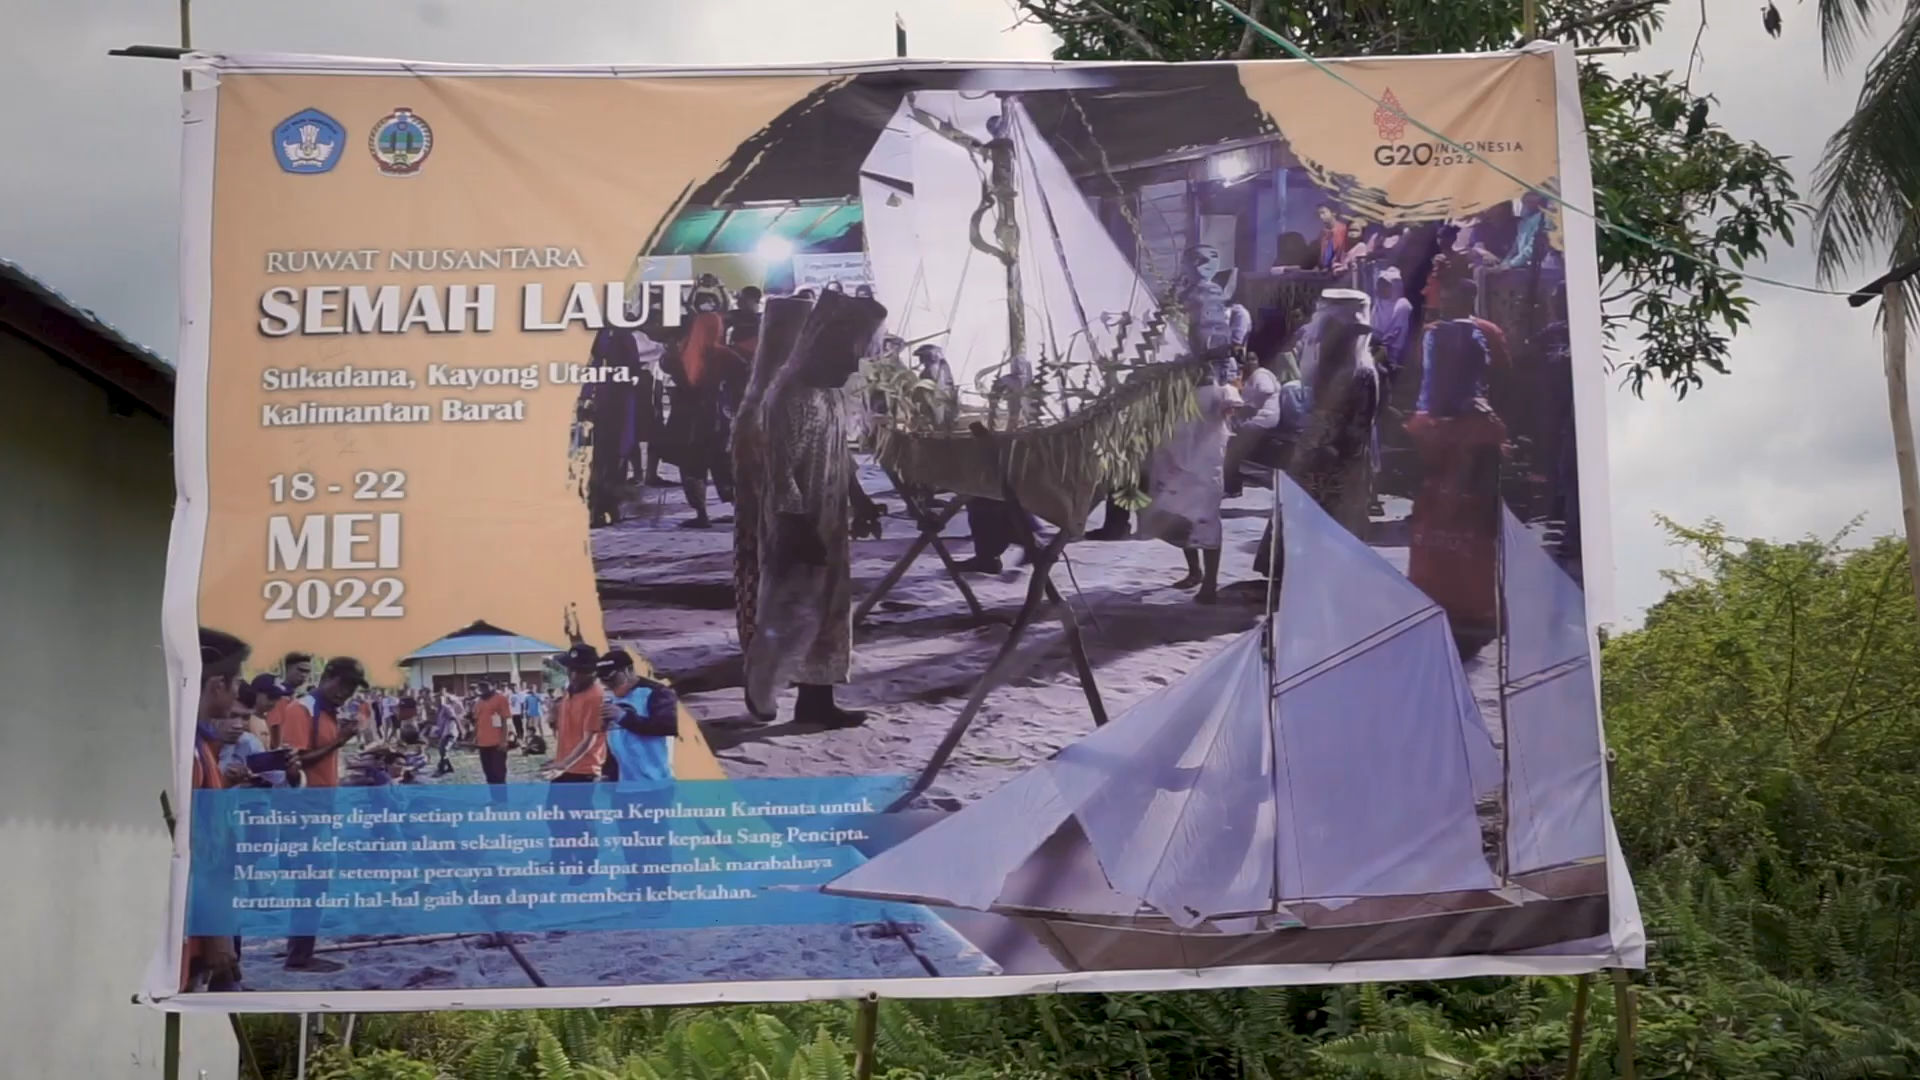 G20 INDONESIA
2022
RUWAT NUSANTARA
SEMAH LAUT
Sukadana, Kayong Utara,
Kalimantan Barat
18 - 22
MEI
2022
Tradisi yang digelar setiap tahun oleh warga Kepulauan Karimata untuk
menjaga kelestarian alam sekaligus tanda syukur kepada Sang Pencipta.
Masyarakat setempat percaya tradisi ini dapat menolak marabahaya
terutama dari hal-hal gaib dan dapat memberi keberkahan.